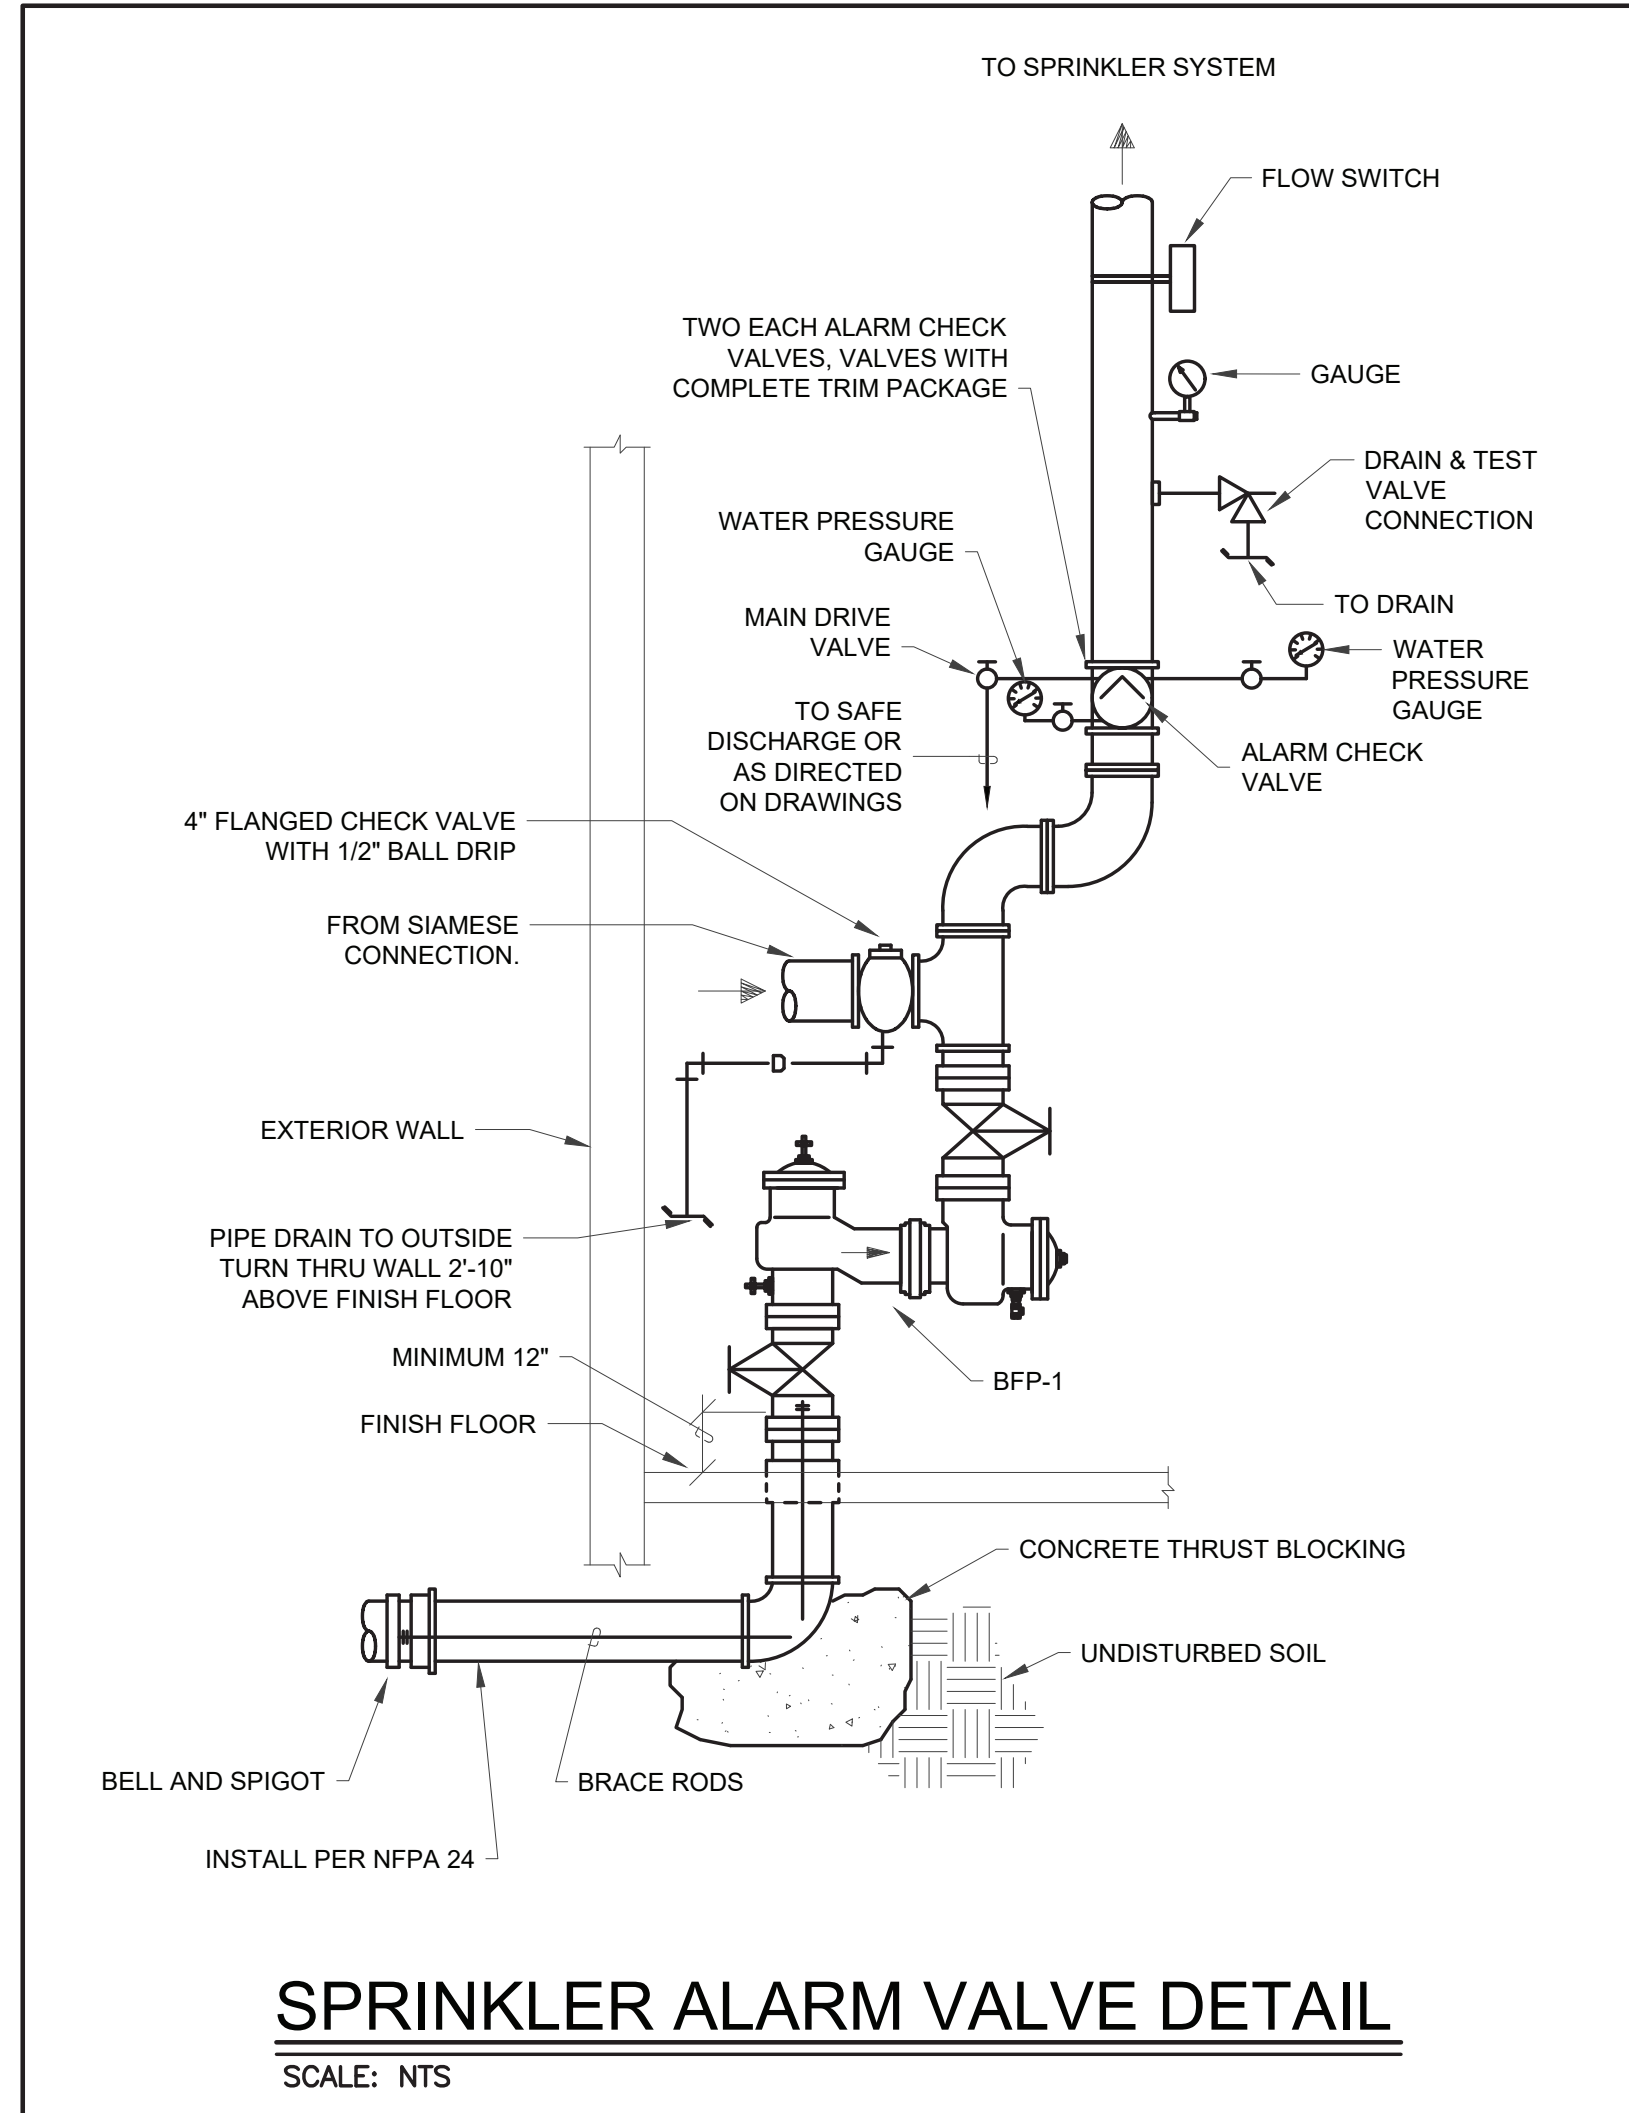 TO SPRINKLER SYSTEM
FLOW SWITCH
TWO EACH ALARM CHECK
VALVES, VALVES WITH
COMPLETE TRIM PACKAGE
GAUGE
DRAIN & TEST
VALVE
CONNECTION
WATER PRESSURE
GAUGE
TO DRAIN
MAIN DRIVE
VALVE
WATER
PRESSURE
GAUGE
TO SAFE
DISCHARGE OR
AS DIRECTED
ON DRAWINGS
ALARM CHECK
VALVE
4" FLANGED CHECK VALVE
WITH 1/2" BALL DRIP
FROM SIAMESE
CONNECTION.
D
EXTERIOR WALL
PIPE DRAIN TO OUTSIDE
TURN THRU WALL 2'-10"
ABOVE FINISH FLOOR
MINIMUM 12"
BFP-1
FINISH FLOOR
CONCRETE THRUST BLOCKING
UNDISTURBED SOIL
BELL AND SPIGOT
BRACE RODS
INSTALL PER NFPA 24
SPRINKLER ALARM VALVE DETAIL
SCALE: NTS